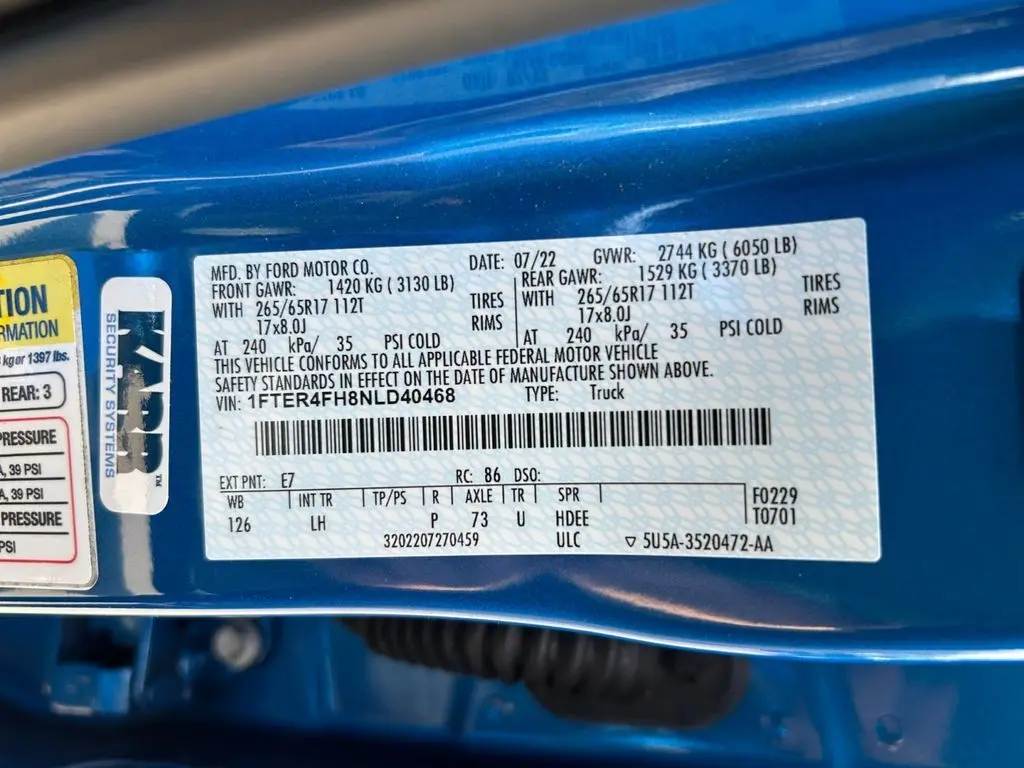 TION
RMATION
kg or 1397 lbs.
REAR: 3
PRESSURE
A, 39 PSI
A, 39 PSI
PRESSURE
PSI
SECURITY SYSTEMS
TM
MFD. BY FORD MOTOR CO.
DATE: 07/22 GVWR: 2744 KG ( 6050 LB)
FRONT GAWR: 1420 KG ( 3130 LB)
WITH 265/65R17 112T TIRES
17x8.0J RIMS
AT 240 kPa/ 35 PSI COLD
REAR GAWR: 1529 KG ( 3370 LB)
WITH 265/65R17 112T TIRES
17x8.0J RIMS
AT 240 kPa/ 35 PSI COLD
THIS VEHICLE CONFORMS TO ALL APPLICABLE FEDERAL MOTOR VEHICLE
SAFETY STANDARDS IN EFFECT ON THE DATE OF MANUFACTURE SHOWN ABOVE.
VIN: 1FTER4FH8NLD40468 TYPE: Truck
EXT PNT: E7 RC: 86 DSO:
WB INT TR TP/PS R AXLE TR SPR F0229
126 LH P 73 U HDEE T0701
3202207270459 ULC ▽ 5U5A-3520472-AA